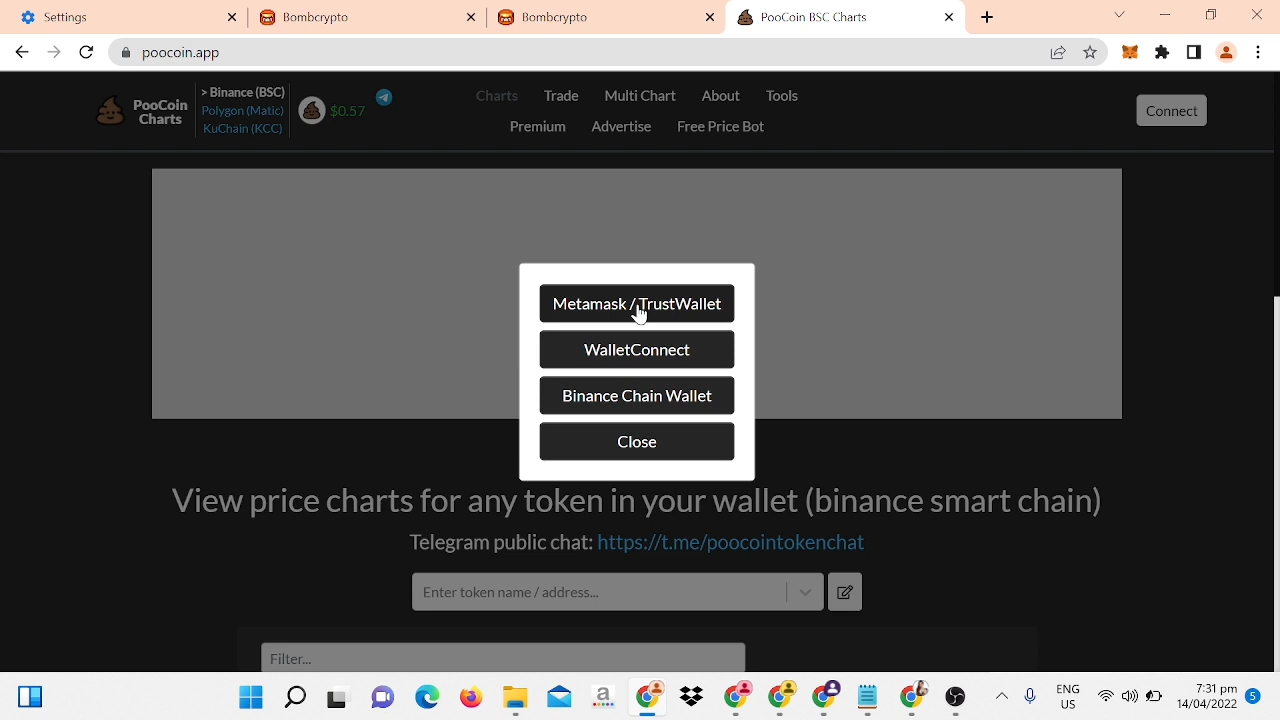 Settings
Bombcrypto
Bombcrypto
PooCoin BSC Charts
poocoin.app
PooCoin
Charts
> Binance (BSC)
Polygon (Matic)
KuChain (KCC)
$0.57
Charts
Trade
Multi Chart
About
Tools
Premium
Advertise
Free Price Bot
Connect
Metamask / TrustWallet
WalletConnect
Binance Chain Wallet
Close
View price charts for any token in your wallet (binance smart chain)
Telegram public chat: https://t.me/poocointokenchat
Enter token name / address...
Filter...
a
ENG
US
7:31 pm
14/04/2022
5